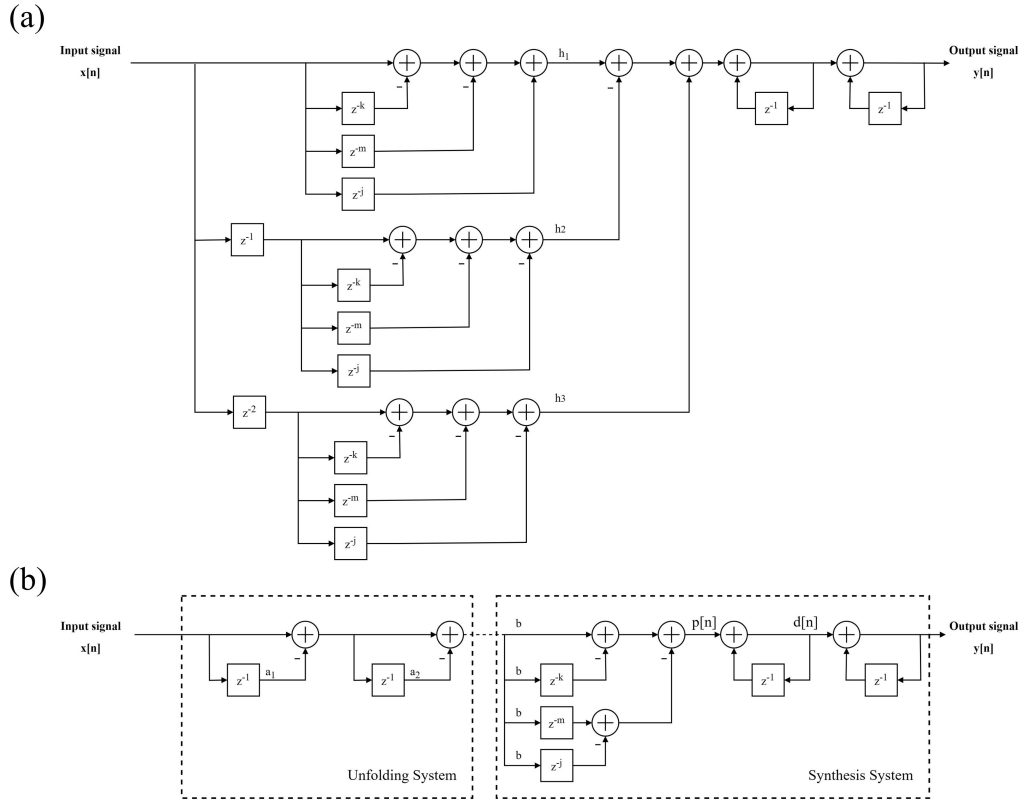 (a)
Input signal
x[n]
h₁
Output signal
y[n]
z⁻ᵏ
z⁻¹
z⁻¹
z⁻ᵐ
z⁻ʲ
z⁻¹
h2
z⁻ᵏ
z⁻ᵐ
z⁻ʲ
z⁻²
h3
z⁻ᵏ
z⁻ᵐ
z⁻ʲ
(b)
Input signal
x[n]
b
p[n]
d[n]
Output signal
y[n]
z⁻¹
a₁
z⁻¹
a₂
b
z⁻ᵏ
z⁻¹
z⁻¹
b
z⁻ᵐ
b
z⁻ʲ
Unfolding System
Synthesis System